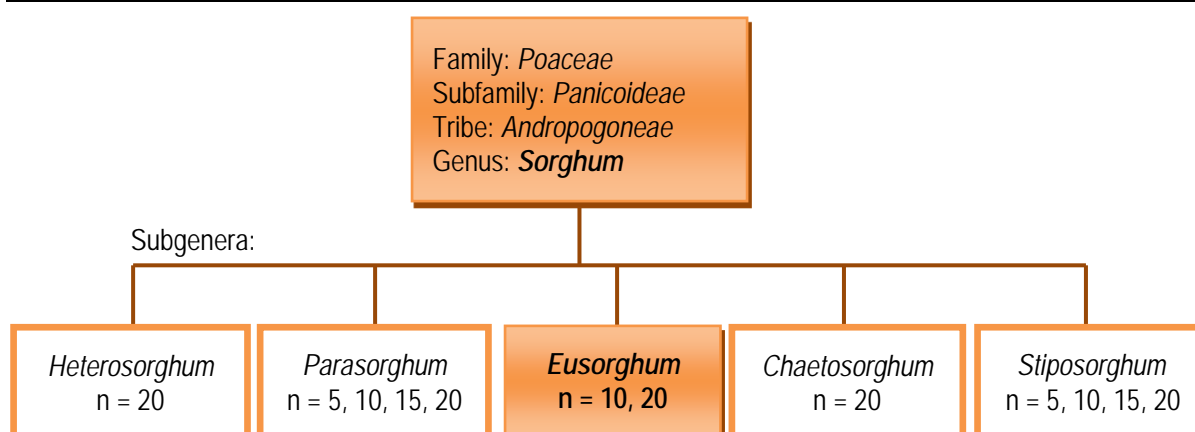 Family: Poaceae
Subfamily: Panicoideae
Tribe: Andropogoneae
Genus: Sorghum
Subgenera:
Heterosorghum
n = 20
Parasorghum
n = 5, 10, 15, 20
Eusorghum
n = 10, 20
Chaetosorghum
n = 20
Stiposorghum
n = 5, 10, 15, 20